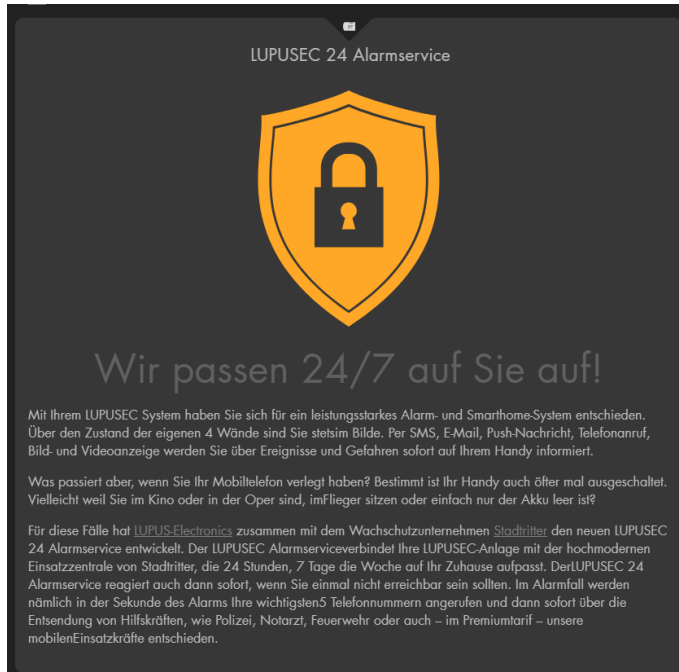 LUPUSEC 24 Alarmservice
Wir passen 24/7 auf Sie auf!
Mit Ihrem LUPUSEC System haben Sie sich für ein leistungsstarkes Alarm- und Smarthome-System entschieden.
Über den Zustand der eigenen 4 Wände sind Sie stetsim Bilde. Per SMS, E-Mail, Push-Nachricht, Telefonanruf,
Bild- und Videoanzeige werden Sie über Ereignisse und Gefahren sofort auf Ihrem Handy informiert.
Was passiert aber, wenn Sie Ihr Mobiltelefon verlegt haben? Bestimmt ist Ihr Handy auch öfter mal ausgeschaltet.
Vielleicht weil Sie im Kino oder in der Oper sind, imFlieger sitzen oder einfach nur der Akku leer ist?
Für diese Fälle hat LUPUS-Electronics zusammen mit dem Wachschutzunternehmen Stadtritter den neuen LUPUSEC
24 Alarmservice entwickelt. Der LUPUSEC Alarmserviceverbindet Ihre LUPUSEC-Anlage mit der hochmodernen
Einsatzzentrale von Stadtritter, die 24 Stunden, 7 Tage die Woche auf Ihr Zuhause aufpasst. DerLUPUSEC 24
Alarmservice reagiert auch dann sofort, wenn Sie einmal nicht erreichbar sein sollten. Im Alarmfall werden
nämlich in der Sekunde des Alarms Ihre wichtigsten5 Telefonnummern angerufen und dann sofort über die
Entsendung von Hilfskräften, wie Polizei, Notarzt, Feuerwehr oder auch – im Premiumtarif – unsere
mobilenEinsatzkräfte entschieden.